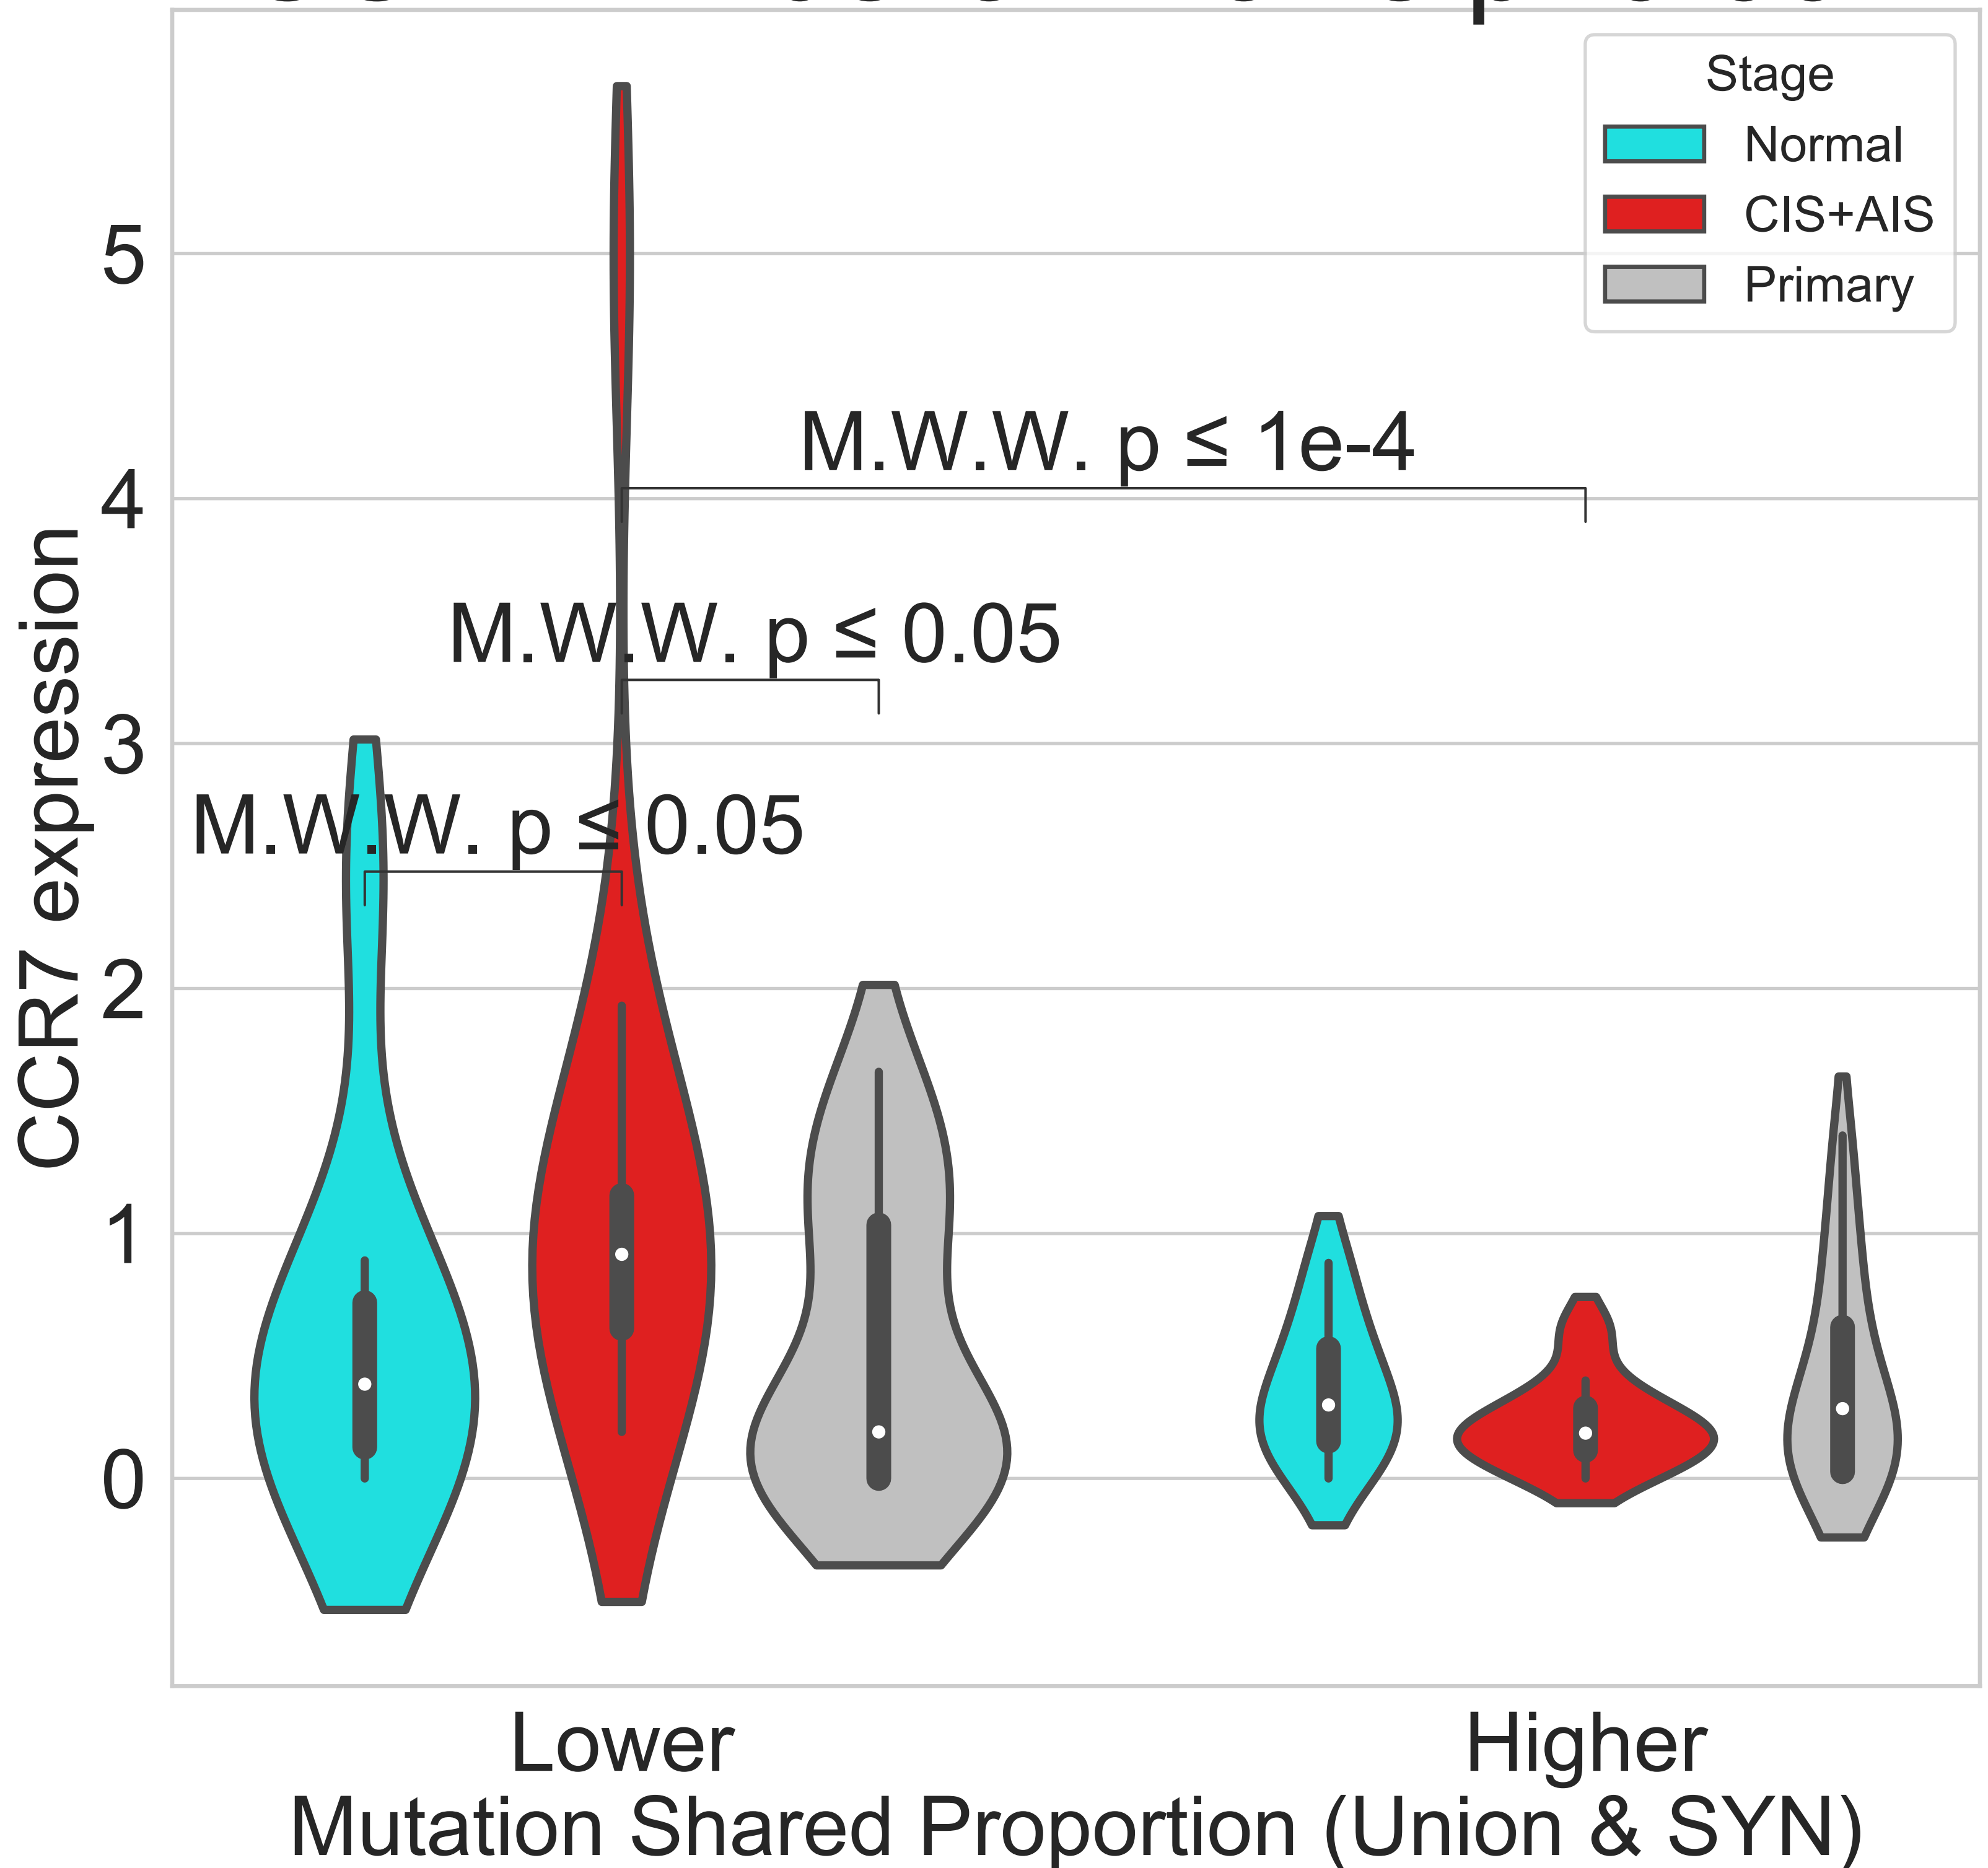 Stage
Normal
CIS+AIS
Primary
5
4
3
2
1
0
CCR7 expression
M.W.W. p ≤ 1e-4
M.W.W. p ≤ 0.05
M.W.W. p ≤ 0.05
Lower
Higher
Mutation Shared Proportion (Union & SYN)